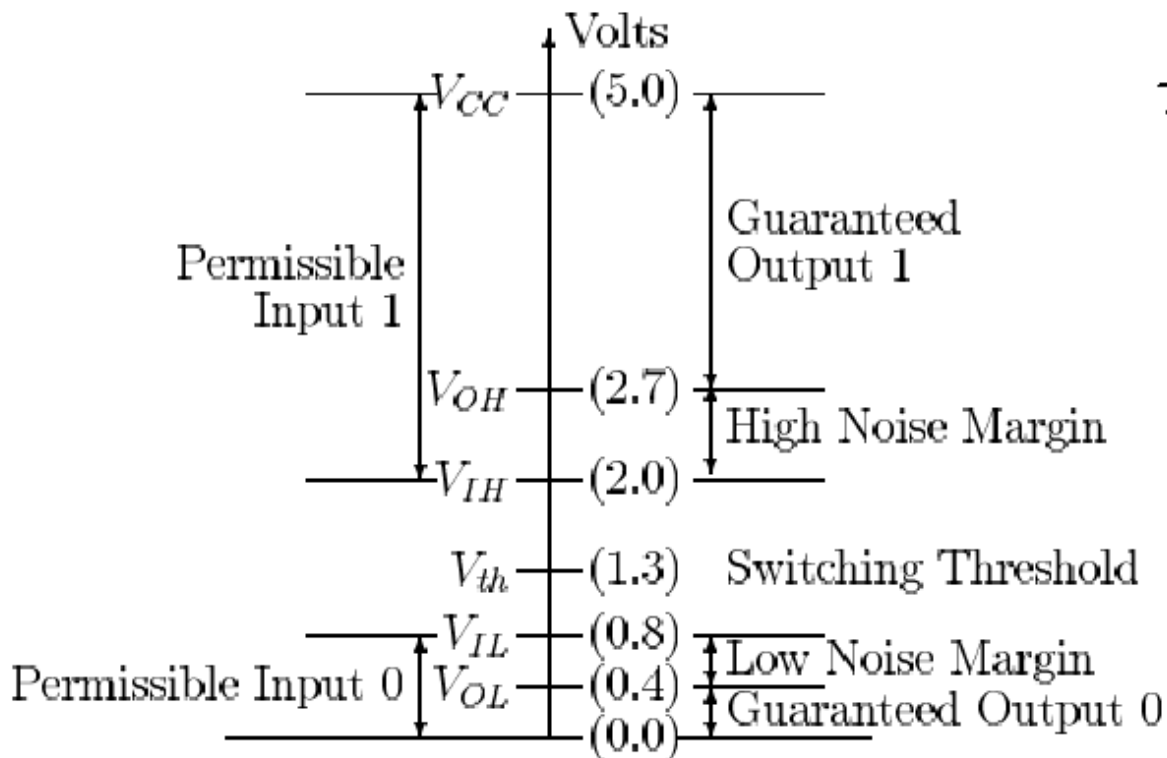 Volts
V_CC (5.0)
Guaranteed
Output 1
Permissible
Input 1
V_OH (2.7)
High Noise Margin
V_IH (2.0)
V_th (1.3) Switching Threshold
V_IL (0.8)
Low Noise Margin
Permissible Input 0
V_OL (0.4)
Guaranteed Output 0
(0.0)